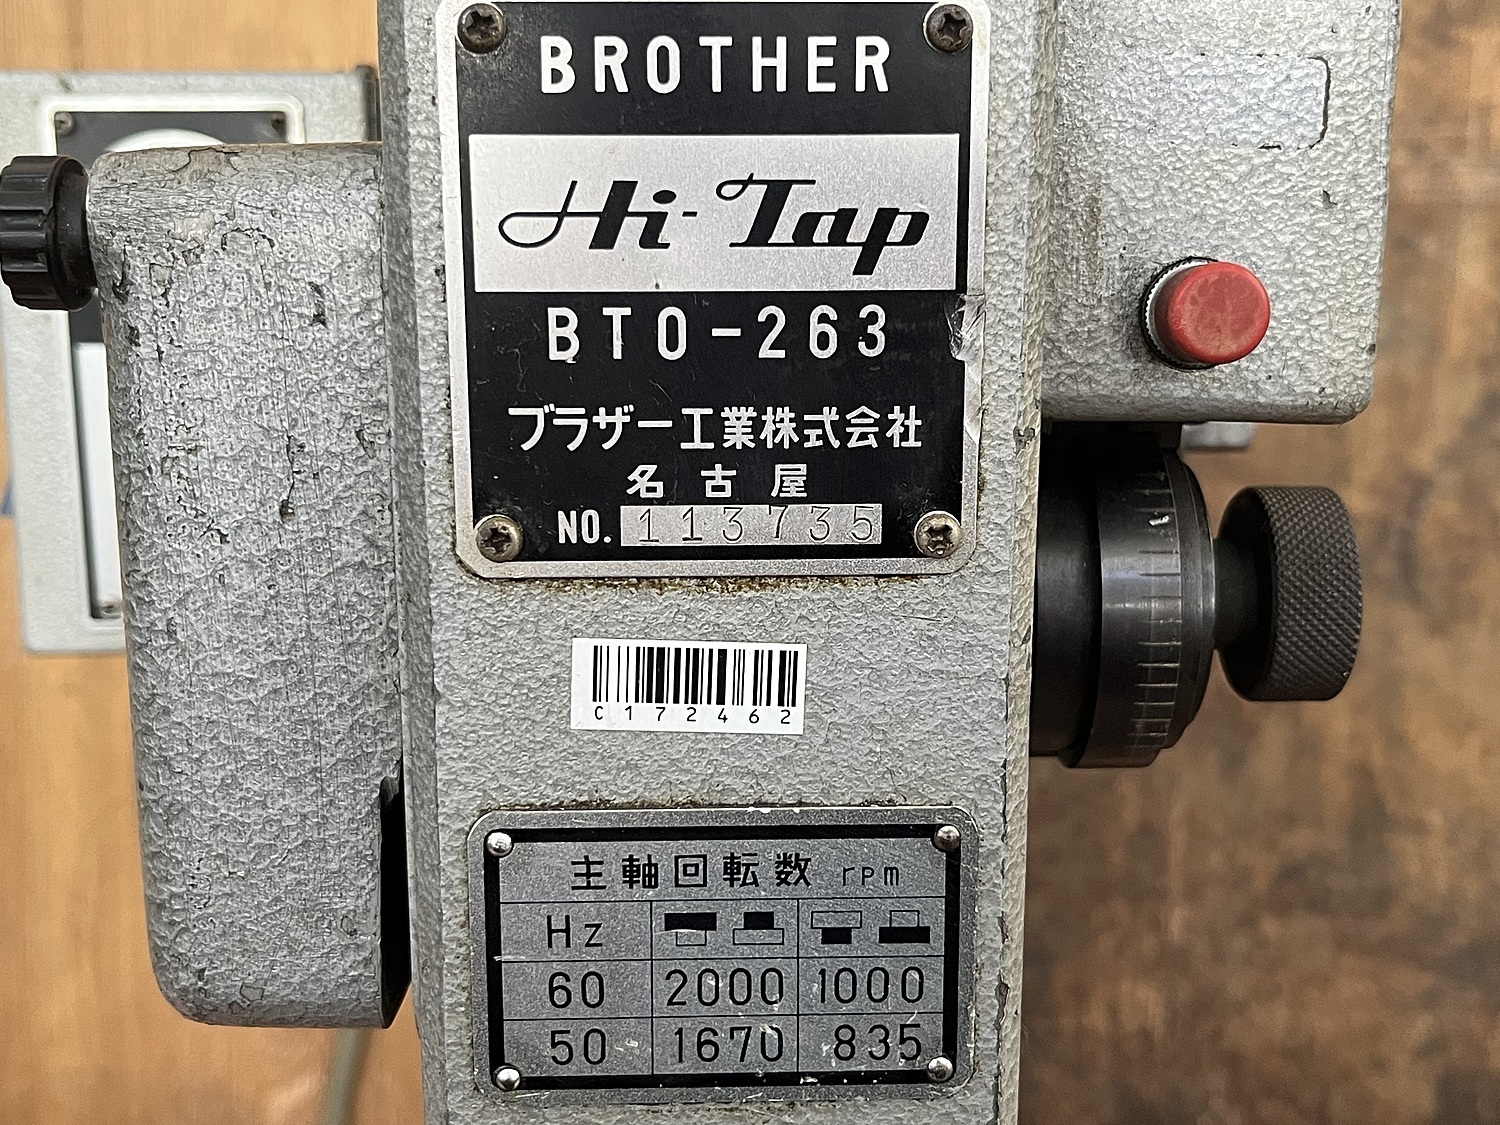 BROTHER
Hi-Tap
BTO-263
ブラザー工業株式会社
名古屋
NO. 113735
C172462
主軸回転数 rpm
Hz
60 2000 1000
50 1670 835